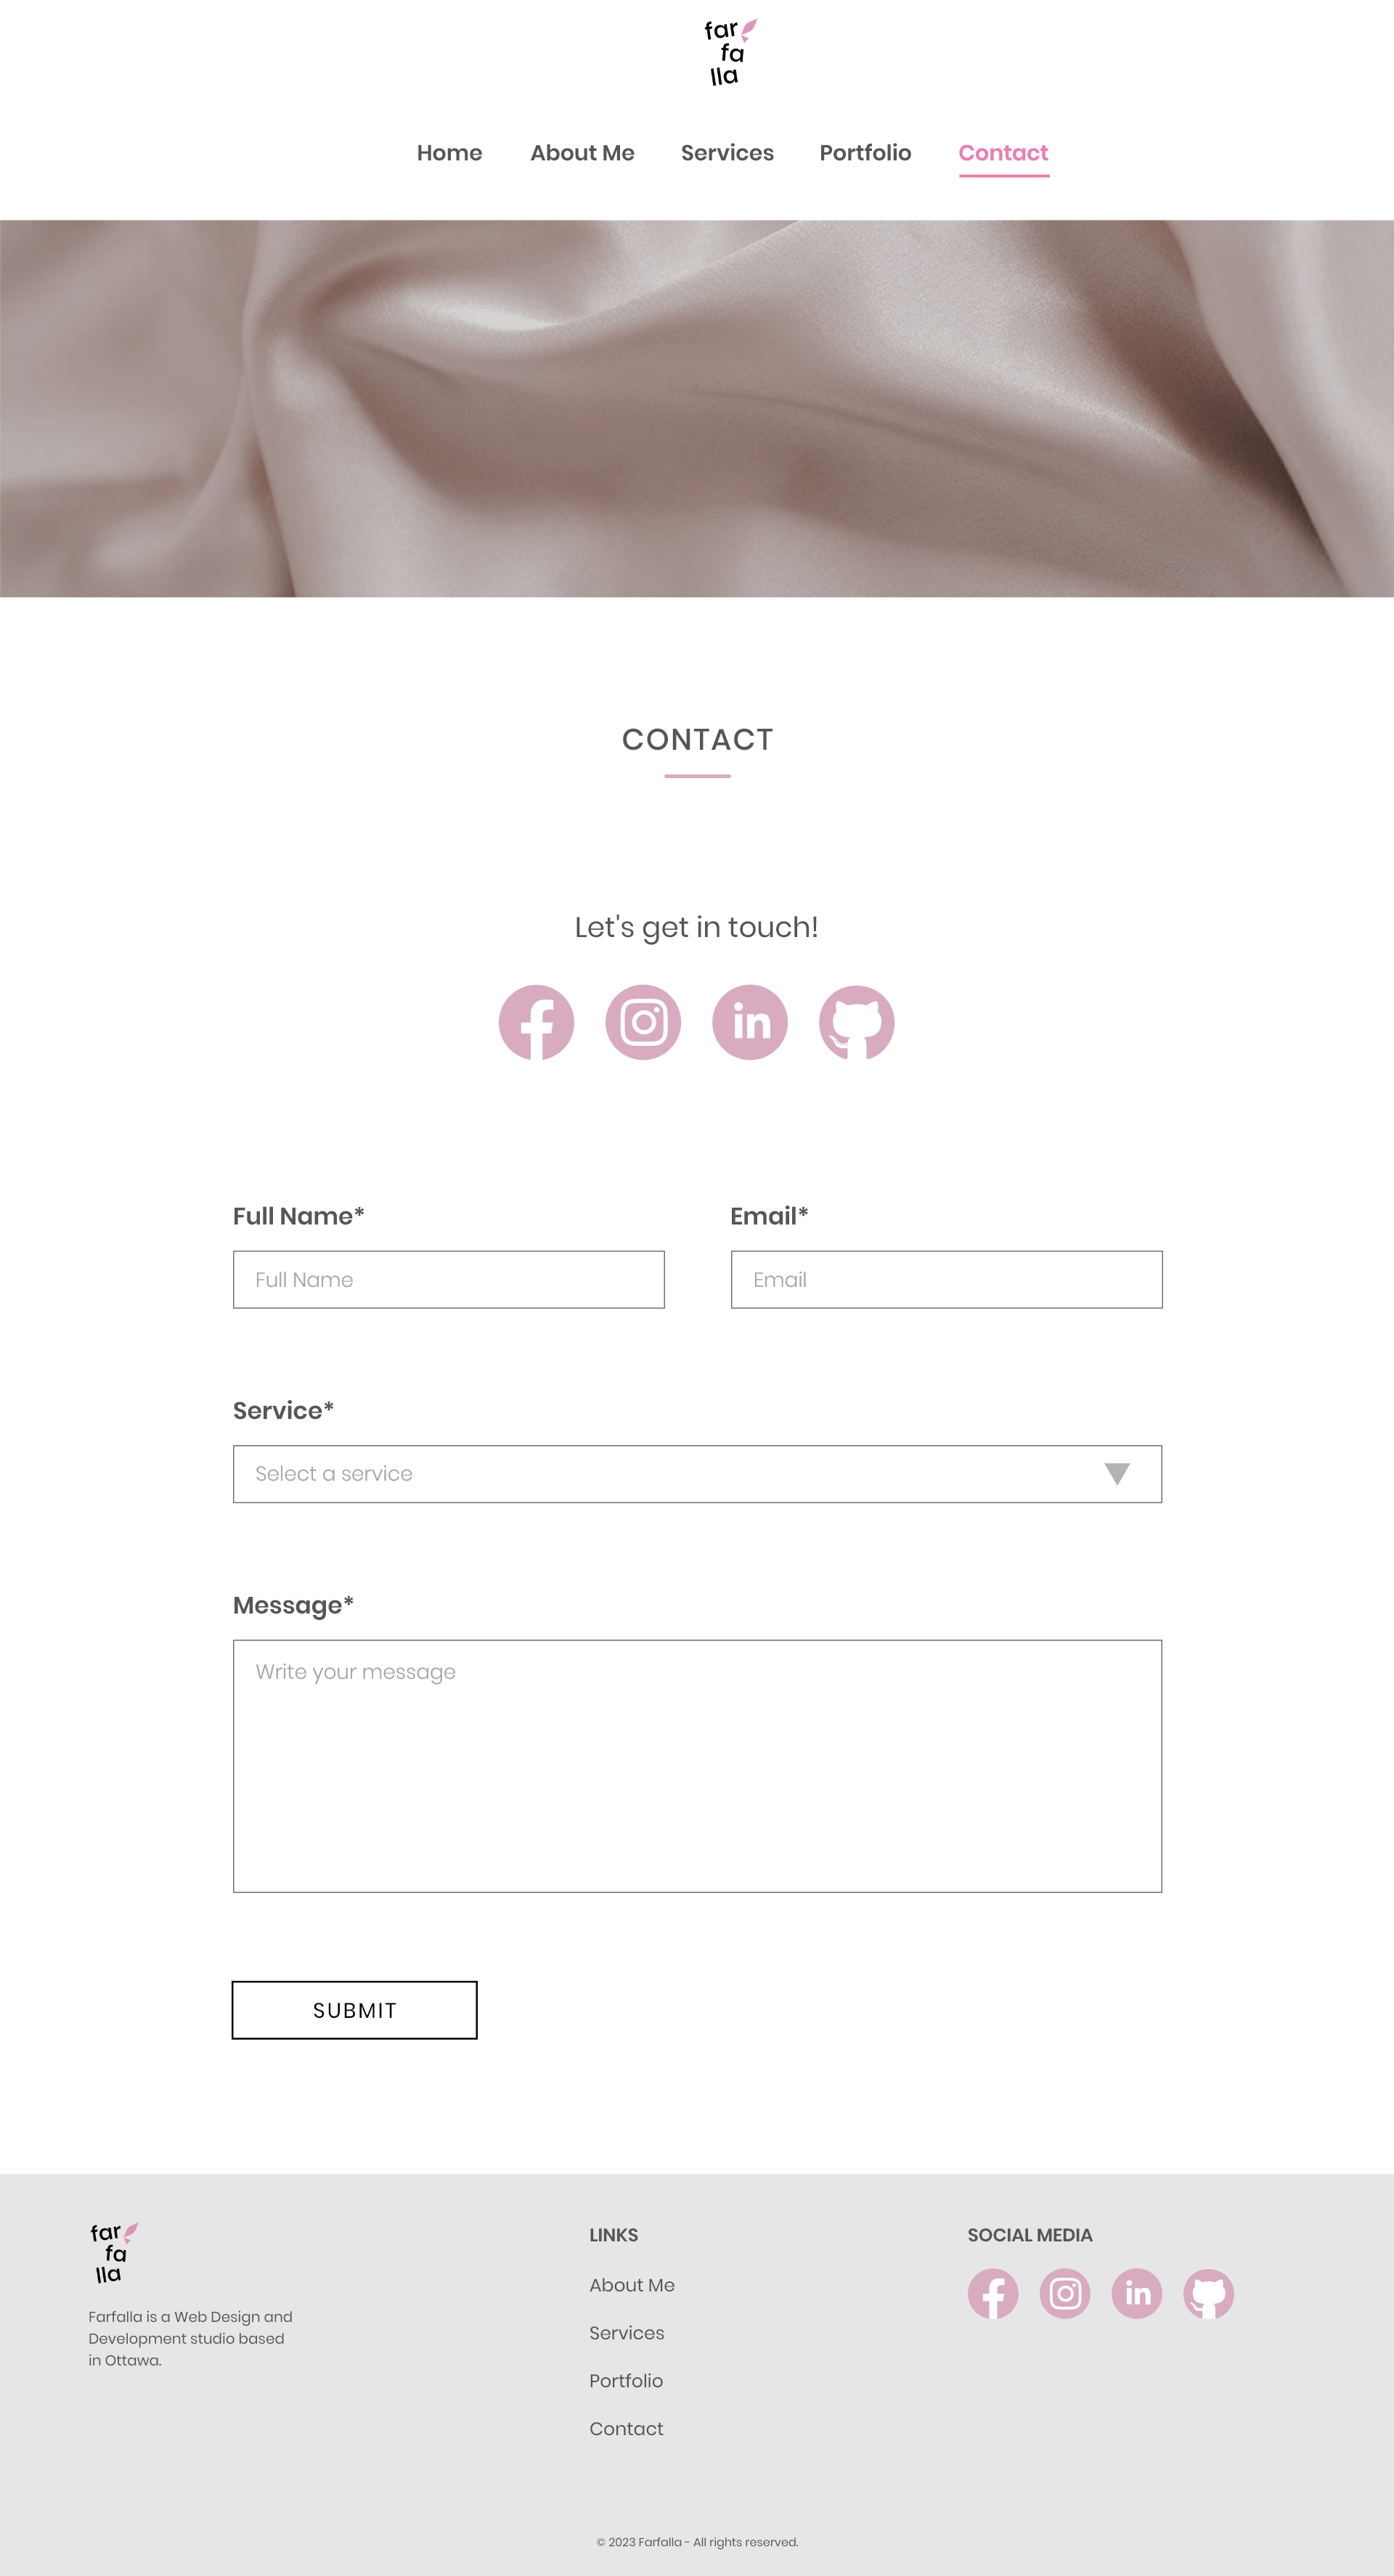 far
fa
lla
Home About Me Services Portfolio Contact
CONTACT
Let's get in touch!
in
Full Name* Email*
Full Name Email
Service*
Select a service
Message*
Write your message
SUBMIT
far
fa
lla
Farfalla is a Web Design and
Development studio based
in Ottawa.
LINKS
About Me
Services
Portfolio
Contact
SOCIAL MEDIA
in
© 2023 Farfalla - All rights reserved.